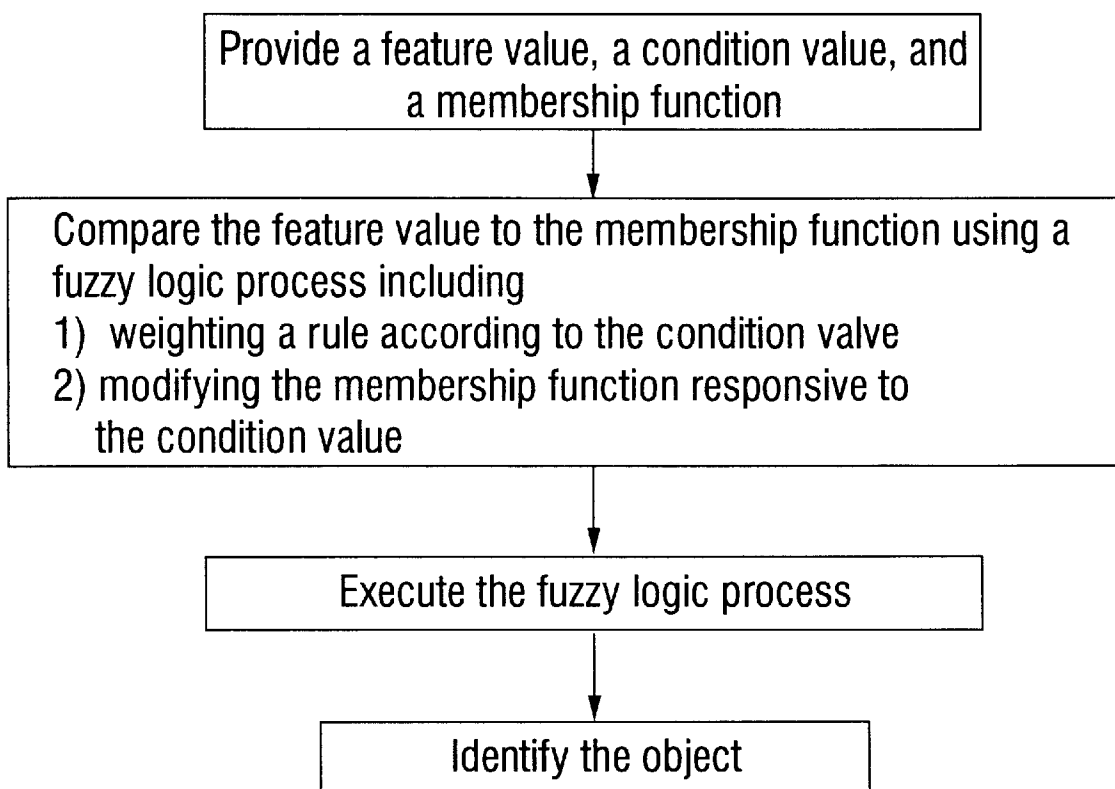 Provide a feature value, a condition value, and
a membership function
Compare the feature value to the membership function using a
fuzzy logic process including
1) weighting a rule according to the condition valve
2) modifying the membership function responsive to
the condition value
Execute the fuzzy logic process
Identify the object